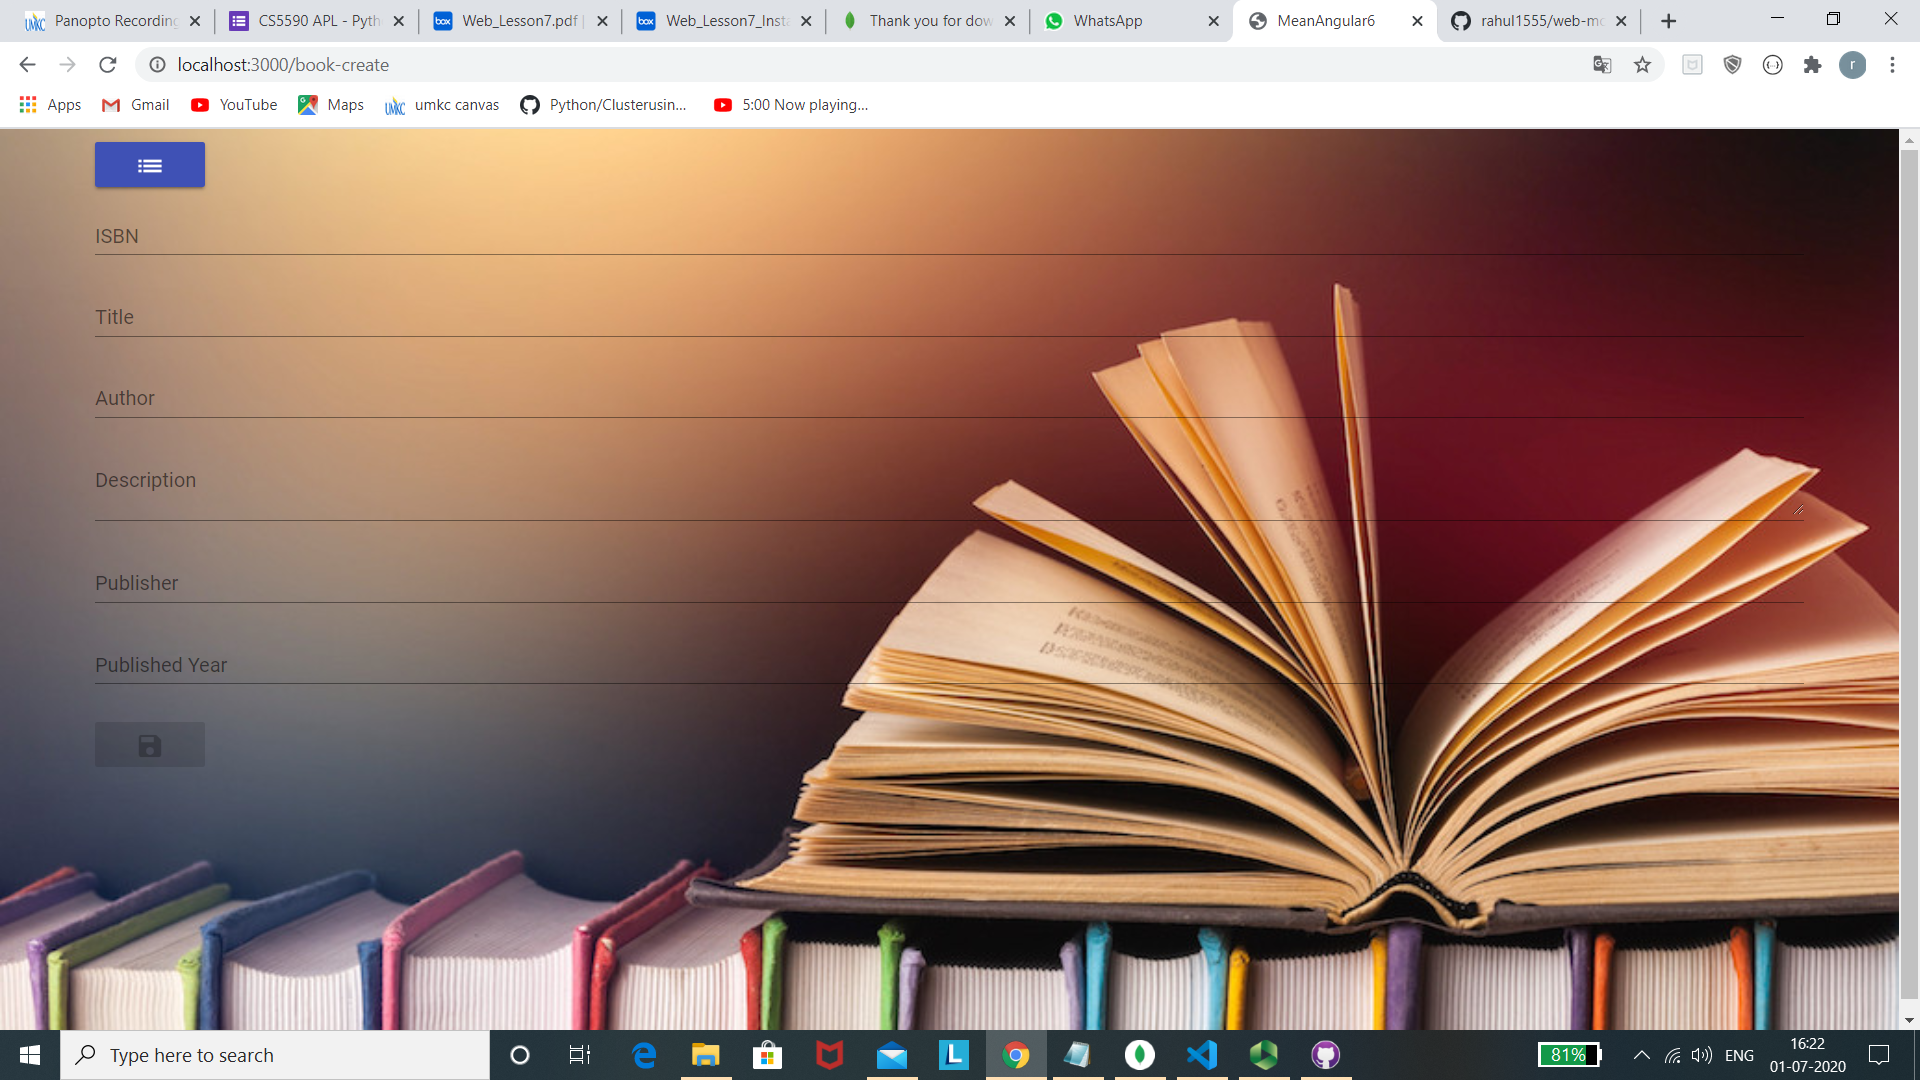 Panopto Recording
CS5590 APL - Pyth
Web_Lesson7.pdf |
Web_Lesson7_Insta
Thank you for dow
WhatsApp
MeanAngular6
rahul1555/web-mo
localhost:3000/book-create
r
Apps
Gmail
YouTube
Maps
umkc canvas
Python/Clusterusin...
5:00 Now playing...
ISBN
Title
Author
Description
Publisher
Published Year
Type here to search
L
81%
ENG
16:22
01-07-2020